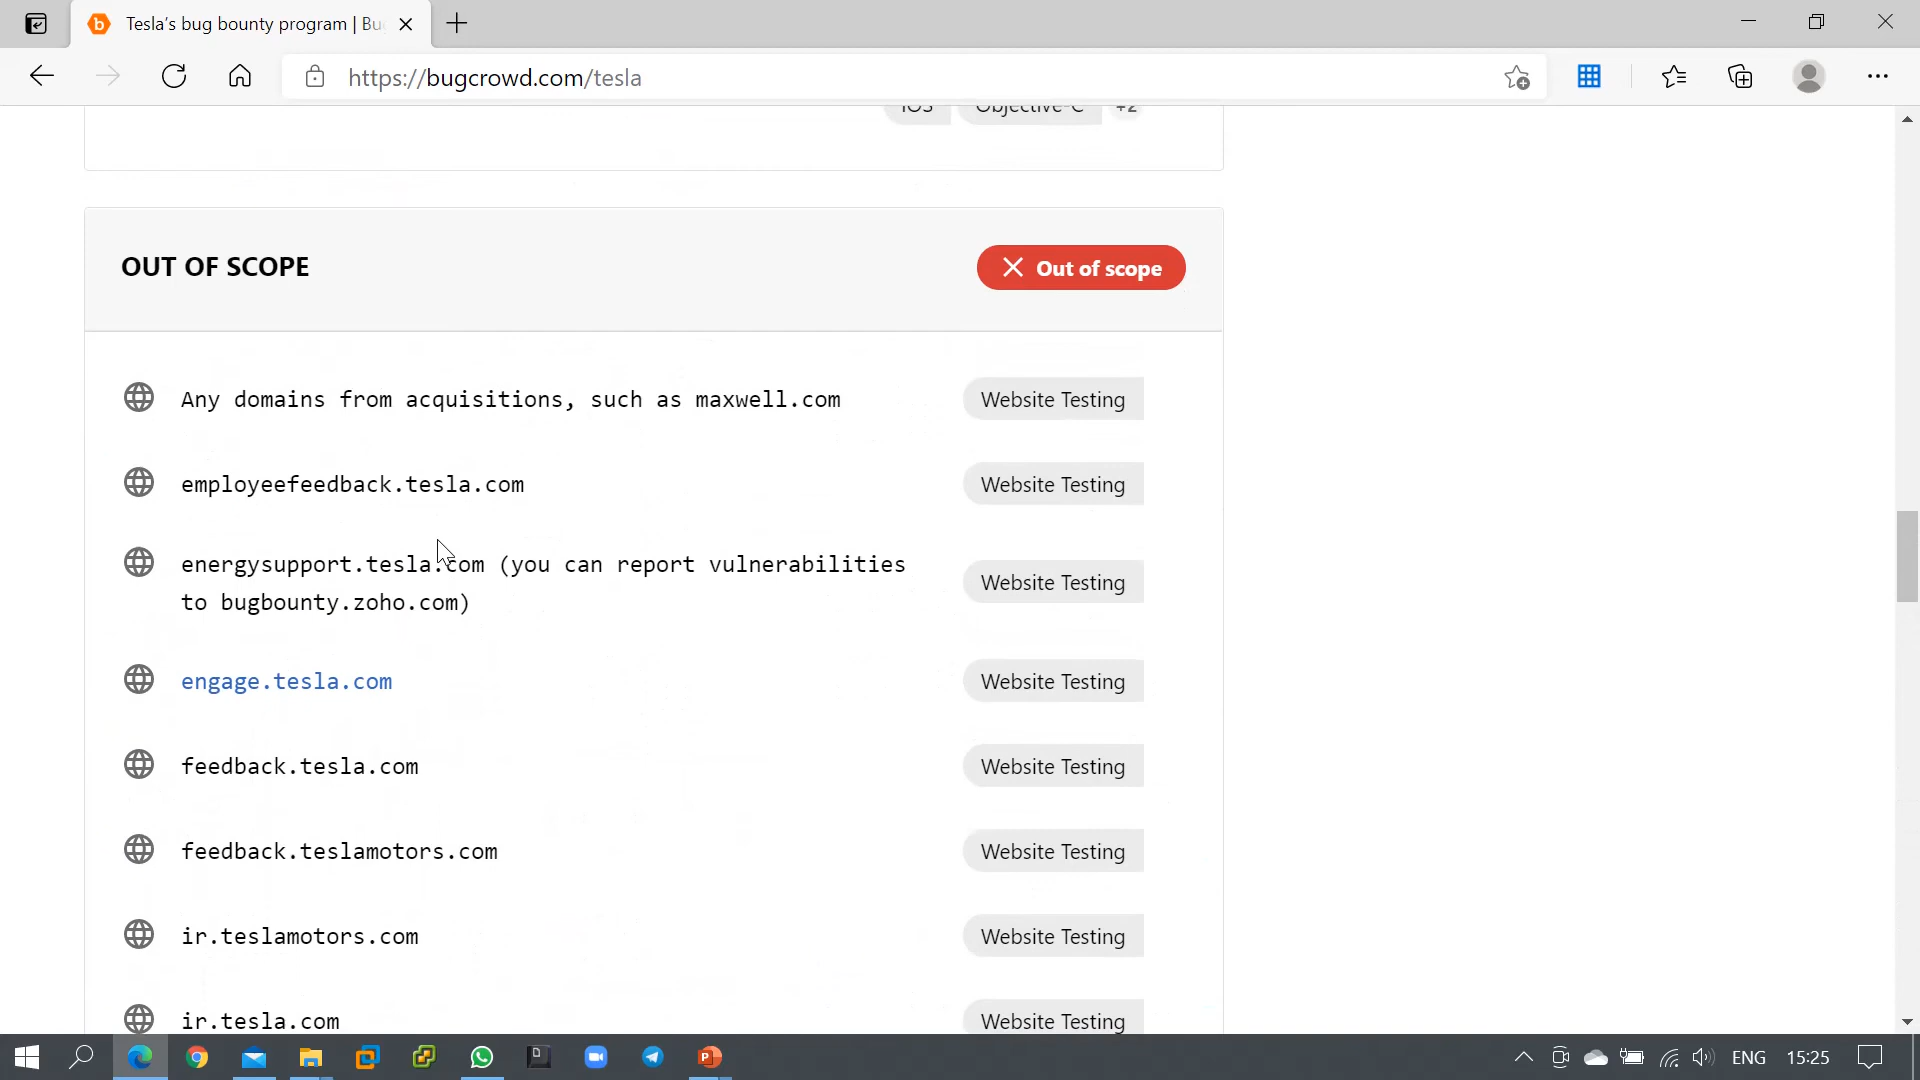 Tesla's bug bounty program | Bu
https://bugcrowd.com/tesla
iOS Objective-C +2
OUT OF SCOPE
Out of scope
Any domains from acquisitions, such as maxwell.com
Website Testing
employeefeedback.tesla.com
Website Testing
energysupport.tesla.com (you can report vulnerabilities
to bugbounty.zoho.com)
Website Testing
engage.tesla.com
Website Testing
feedback.tesla.com
Website Testing
feedback.teslamotors.com
Website Testing
ir.teslamotors.com
Website Testing
ir.tesla.com
Website Testing
ENG 15:25